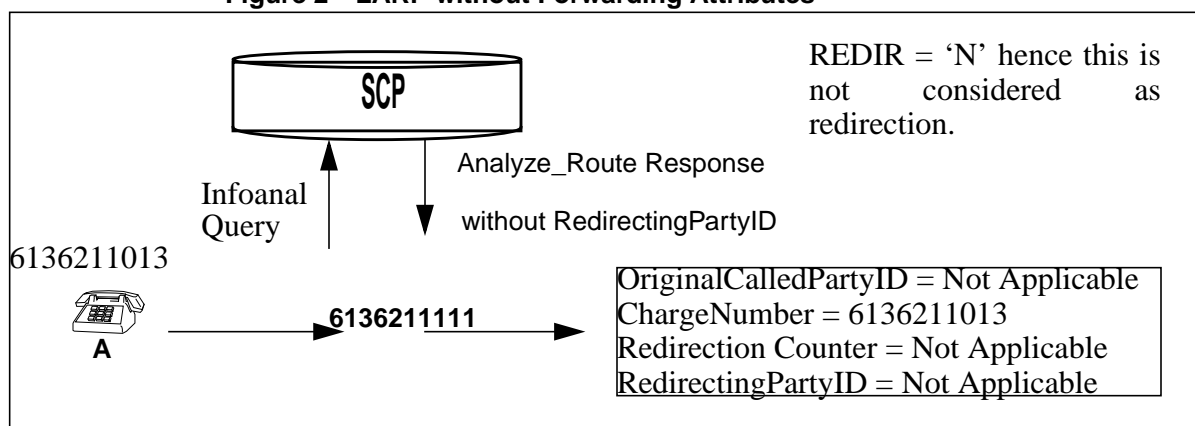 REDIR = ‘N’ hence this is
not considered as
redirection.
SCP
Analyze_Route Response
Infoanal
Query
without RedirectingPartyID
6136211013
A
6136211111
OriginalCalledPartyID = Not Applicable
ChargeNumber = 6136211013
Redirection Counter = Not Applicable
RedirectingPartyID = Not Applicable